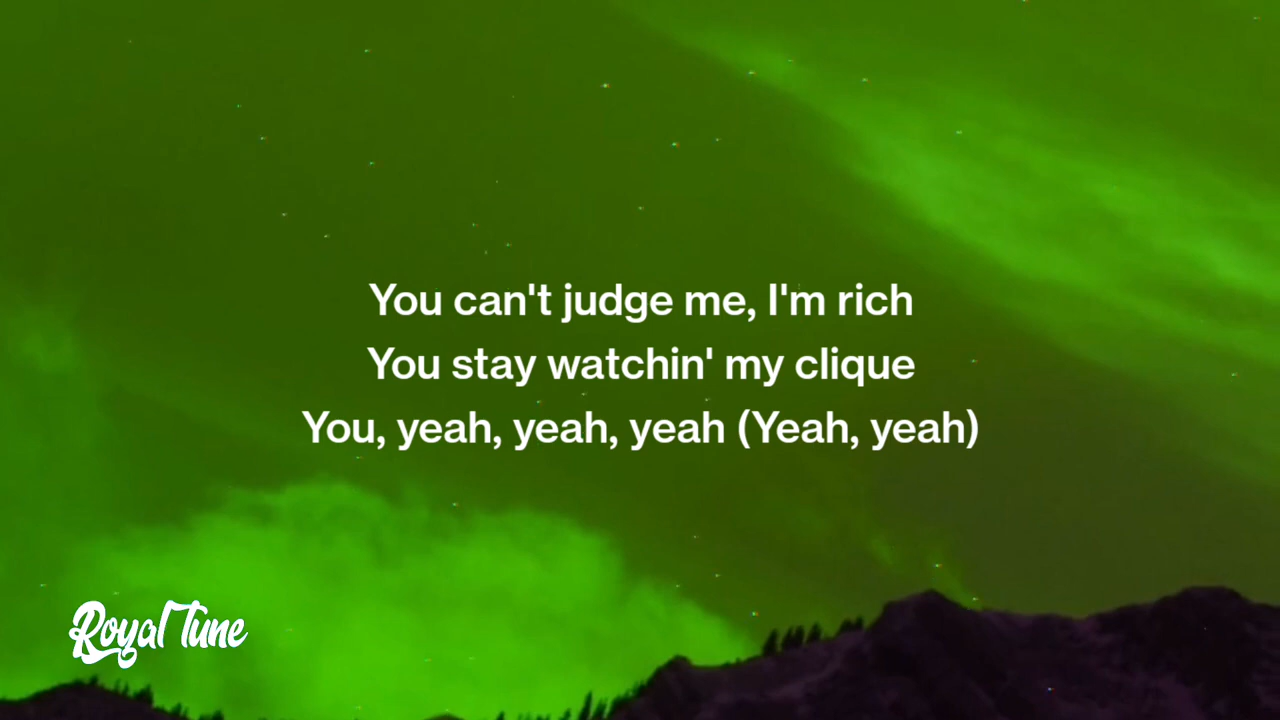 You can't judge me, I'm rich
You stay watchin' my clique
You, yeah, yeah, yeah (Yeah, yeah)
Royal Tune